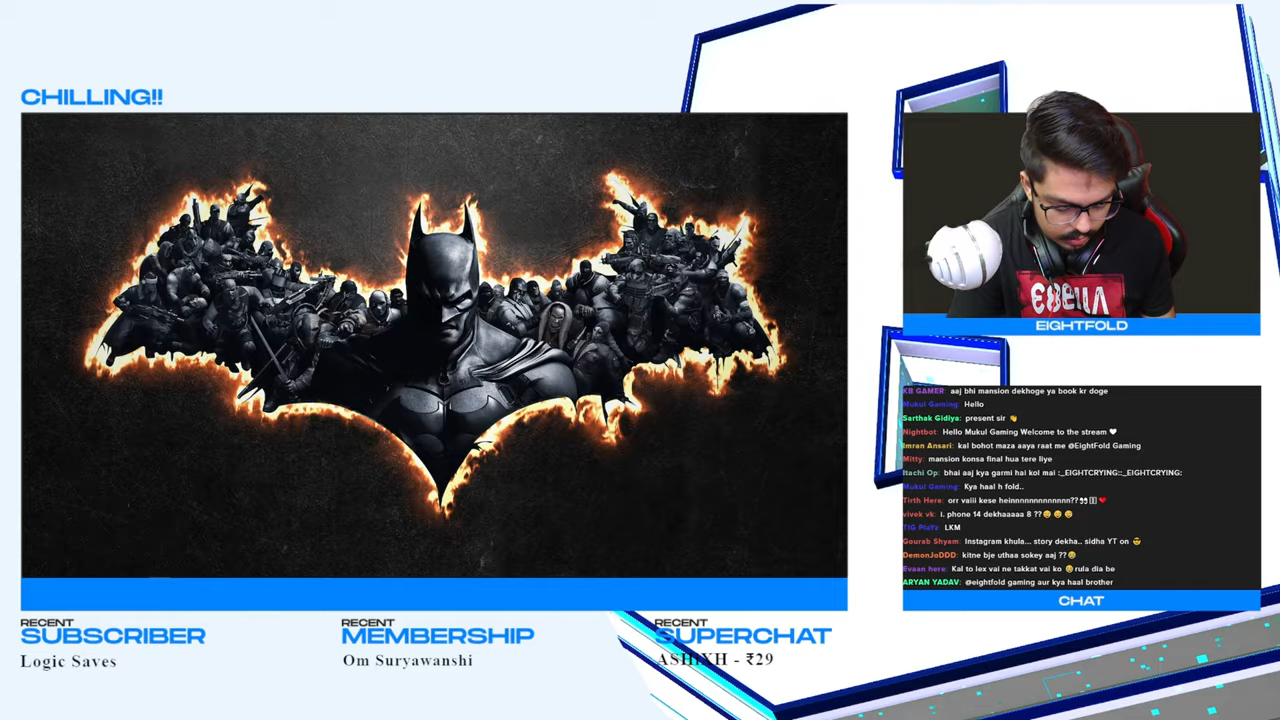 CHILLING!!
EIGHTFOLD
KB GAMER: aaj bhi mansion dekhoge ya book kr doge
Mukul Gaming: Hello
Sarthak Gidiya: present sir 👋
Nightbot: Hello Mukul Gaming Welcome to the stream ❤
Imran Ansari: kal bohot maza aaya raat me @EightFold Gaming
Mitty: mansion konsa final hua tere liye
Itachi Op: bhai aaj kya garmi hai koi mai :_EIGHTCRYING::_EIGHTCRYING:
Mukul Gaming: Kya haal h fold..
Tirth Here: orr vaiii kese heinnnnnnnnnnnn??
vivek vk: i. phone 14 dekhaaaaa 8 ??
TIG PlaYz: LKM
Gourab Shyam: Instagram khula... story dekha.. sidha YT on 😎
DemonJoDDD: kitne bje uthaa sokey aaj ??
Evaan here: Kal to lex vai ne takkat vai ko rula dia be
ARYAN YADAV: @eightfold gaming aur kya haal brother
CHAT
RECENT
SUBSCRIBER
Logic Saves
RECENT
MEMBERSHIP
Om Suryawanshi
RECENT
SUPERCHAT
ASHIXH - ₹29